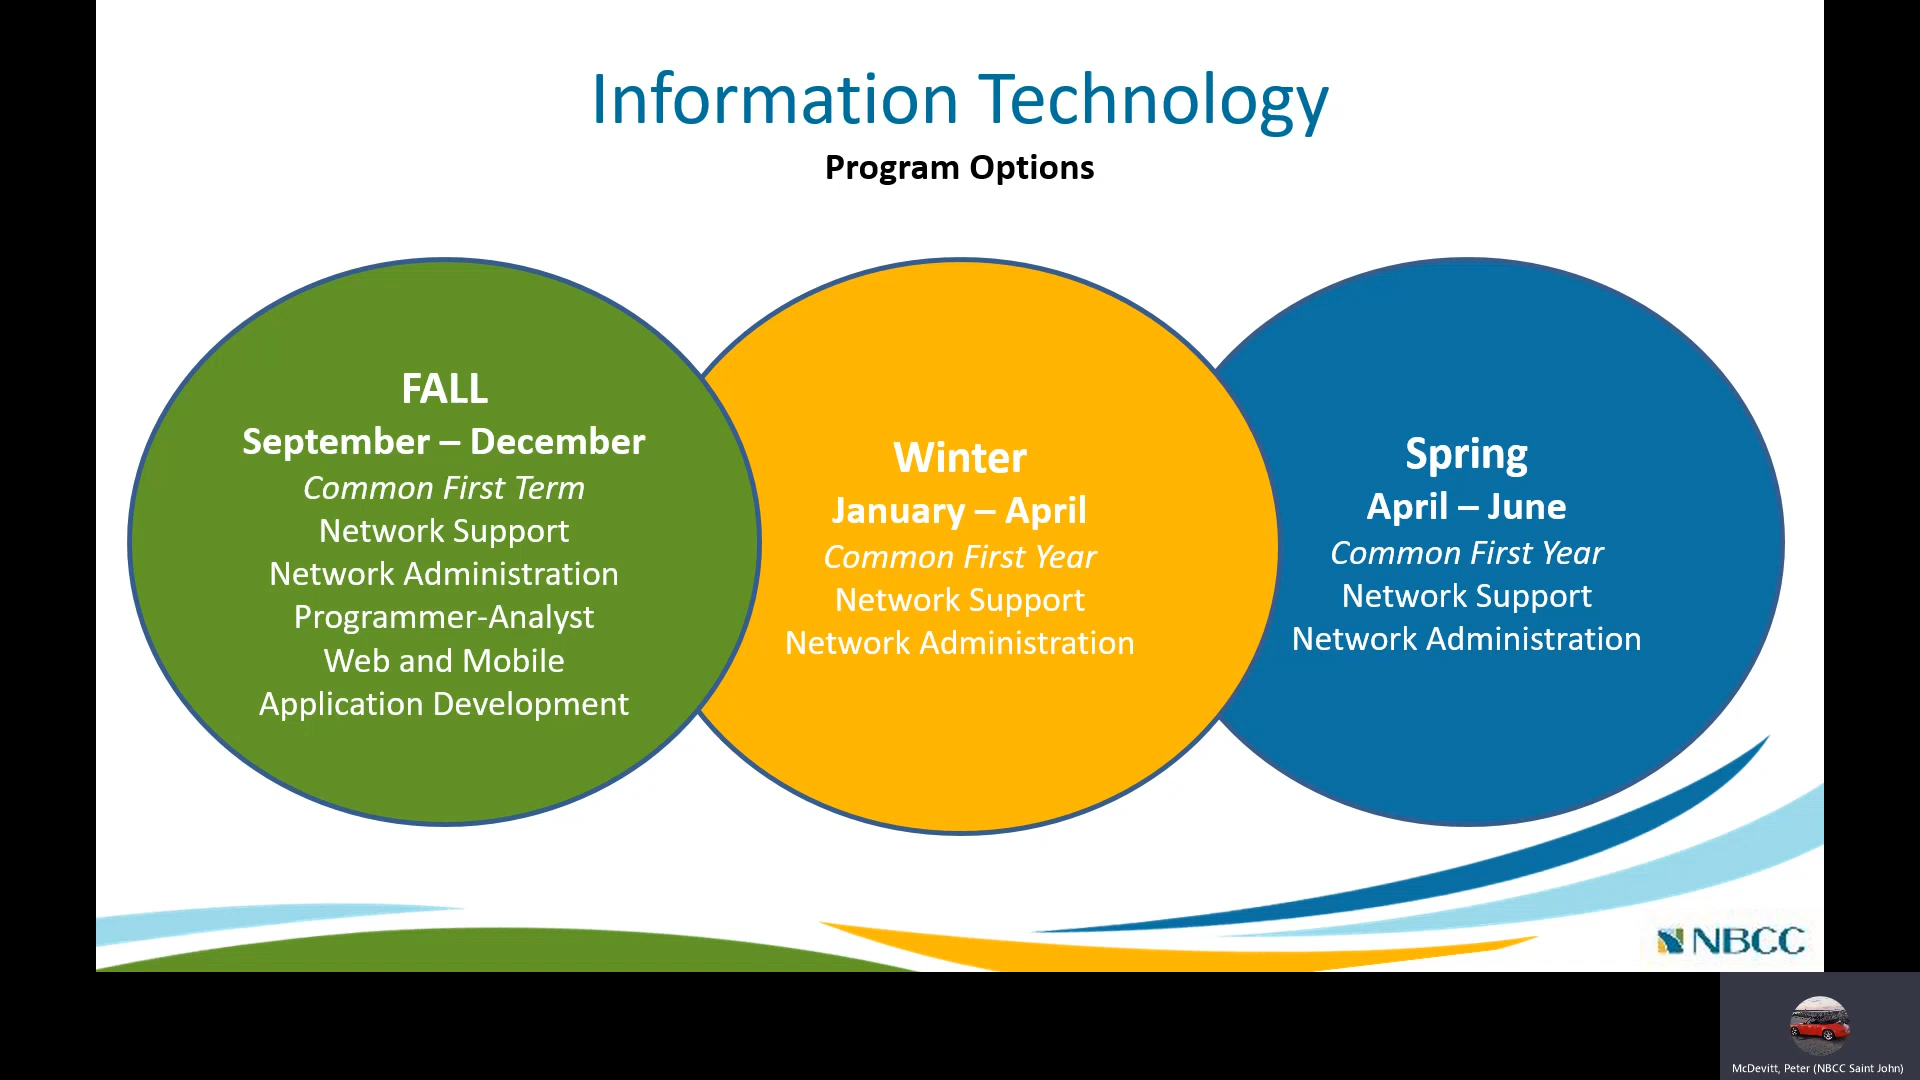 Information Technology
Program Options
FALL
September – December
Common First Term
Network Support
Network Administration
Programmer-Analyst
Web and Mobile
Application Development
Winter
January – April
Common First Year
Network Support
Network Administration
Spring
April – June
Common First Year
Network Support
Network Administration
NBCC
McDevitt, Peter (NBCC Saint John)